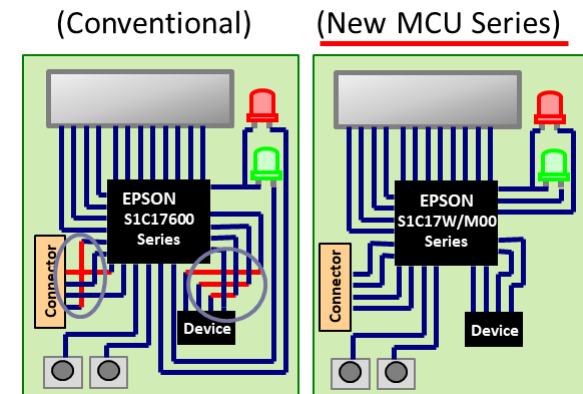 (Conventional)
(New MCU Series)
EPSON
S1C17600
Series
Connector
Device
EPSON
S1C17W/M00
Series
Connector
Device